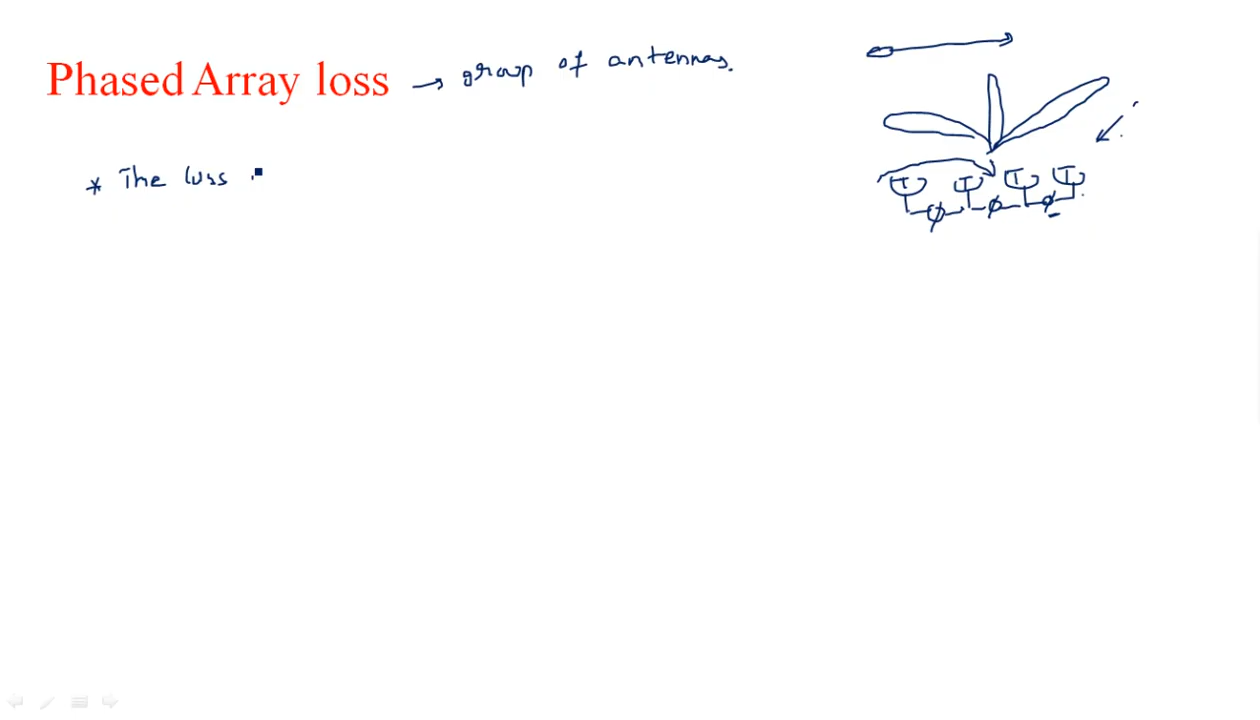 Phased Array loss → group of antennas.
* The loss
φ φ φ